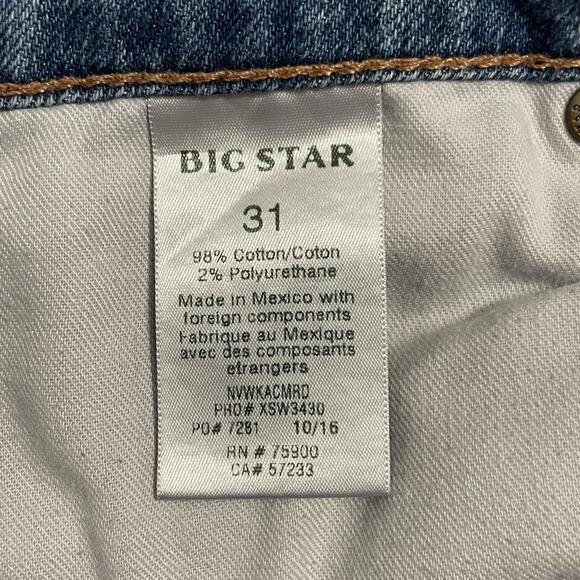 BIG STAR
31
98% Cotton/Coton
2% Polyurethane
Made in Mexico with
foreign components
Fabrique au Mexique
avec des composants
etrangers
NVWKACMRD
PRO# XSW3430
PO# 7281 10/16
RN # 75900
CA# 57233